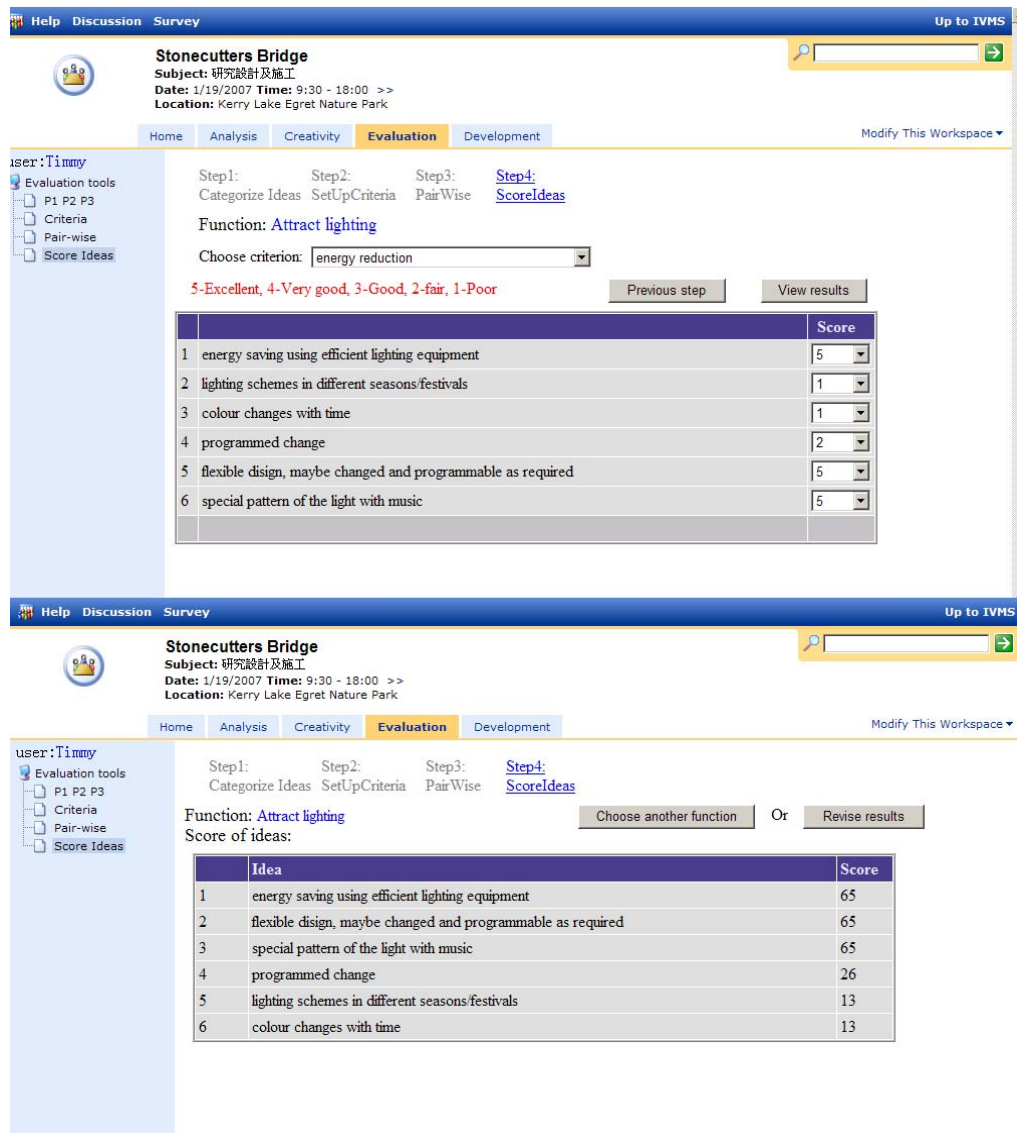 Help Discussion Survey Up to IVMS
Stonecutters Bridge
Subject: 研究設計及施工
Date: 1/19/2007 Time: 9:30 - 18:00 >>
Location: Kerry Lake Egret Nature Park
Home Analysis Creativity Evaluation Development Modify This Workspace
user:Timmy
Evaluation tools
P1 P2 P3
Criteria
Pair-wise
Score Ideas
Step1: Step2: Step3: Step4:
Categorize Ideas SetUpCriteria PairWise ScoreIdeas
Function: Attract lighting
Choose criterion: energy reduction
5-Excellent, 4-Very good, 3-Good, 2-fair, 1-Poor Previous step View results
Score
1 energy saving using efficient lighting equipment 5
2 lighting schemes in different seasons/festivals 1
3 colour changes with time 1
4 programmed change 2
5 flexible disign, maybe changed and programmable as required 5
6 special pattern of the light with music 5
Help Discussion Survey Up to IVMS
Stonecutters Bridge
Subject: 研究設計及施工
Date: 1/19/2007 Time: 9:30 - 18:00 >>
Location: Kerry Lake Egret Nature Park
Home Analysis Creativity Evaluation Development Modify This Workspace
user:Timmy
Evaluation tools
P1 P2 P3
Criteria
Pair-wise
Score Ideas
Step1: Step2: Step3: Step4:
Categorize Ideas SetUpCriteria PairWise ScoreIdeas
Function: Attract lighting Choose another function Or Revise results
Score of ideas:
Idea Score
1 energy saving using efficient lighting equipment 65
2 flexible disign, maybe changed and programmable as required 65
3 special pattern of the light with music 65
4 programmed change 26
5 lighting schemes in different seasons/festivals 13
6 colour changes with time 13